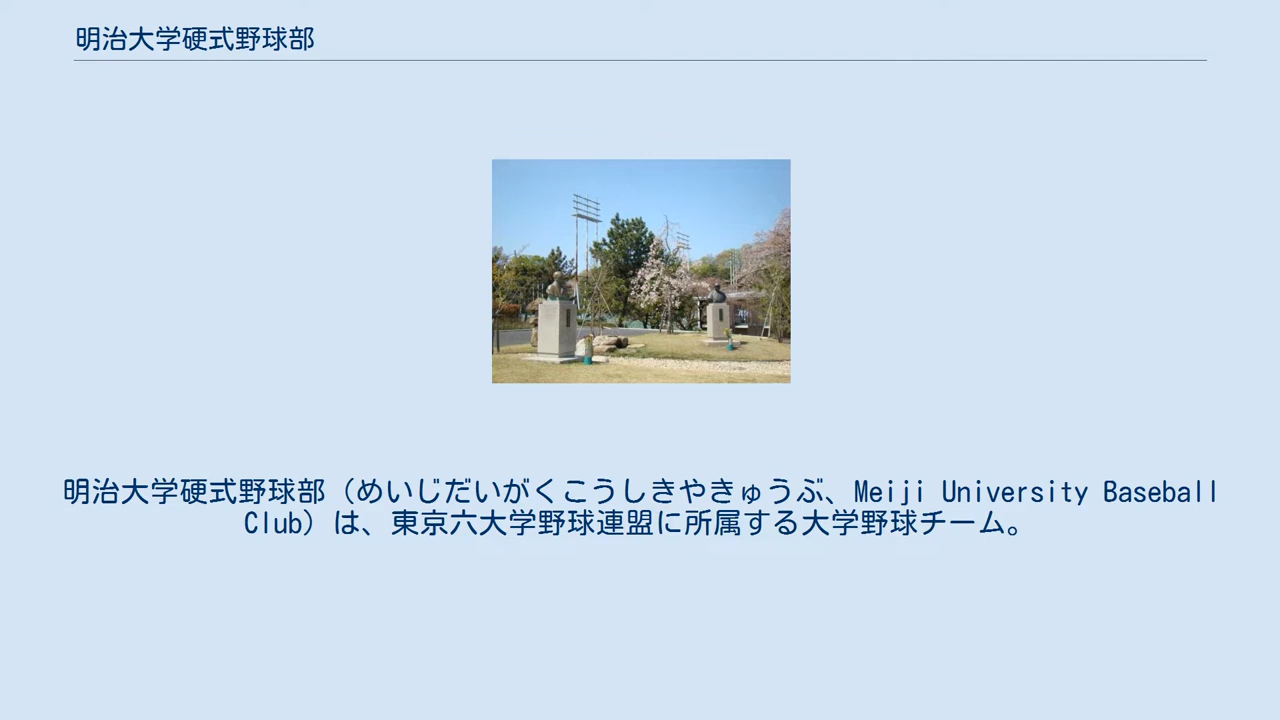 明治大学硬式野球部
明治大学硬式野球部（めいじだいがくこうしきやきゅうぶ、Meiji University Baseball
Club）は、東京六大学野球連盟に所属する大学野球チーム。